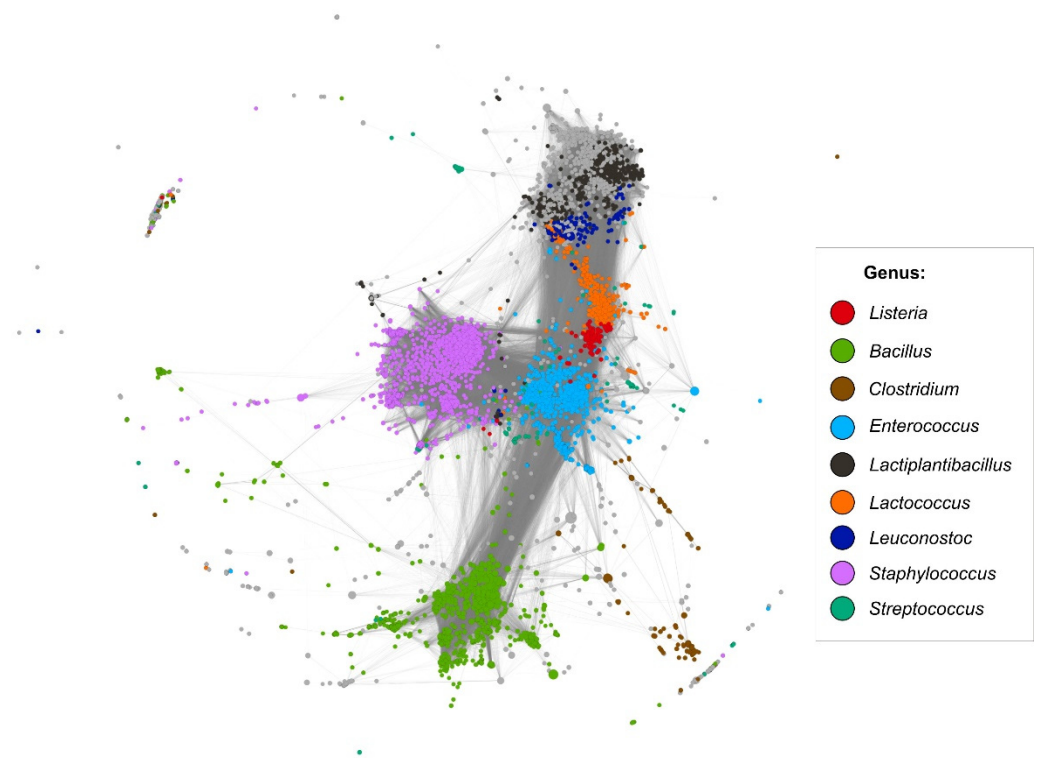 Genus:
Listeria
Bacillus
Clostridium
Enterococcus
Lactiplantibacillus
Lactococcus
Leuconostoc
Staphylococcus
Streptococcus